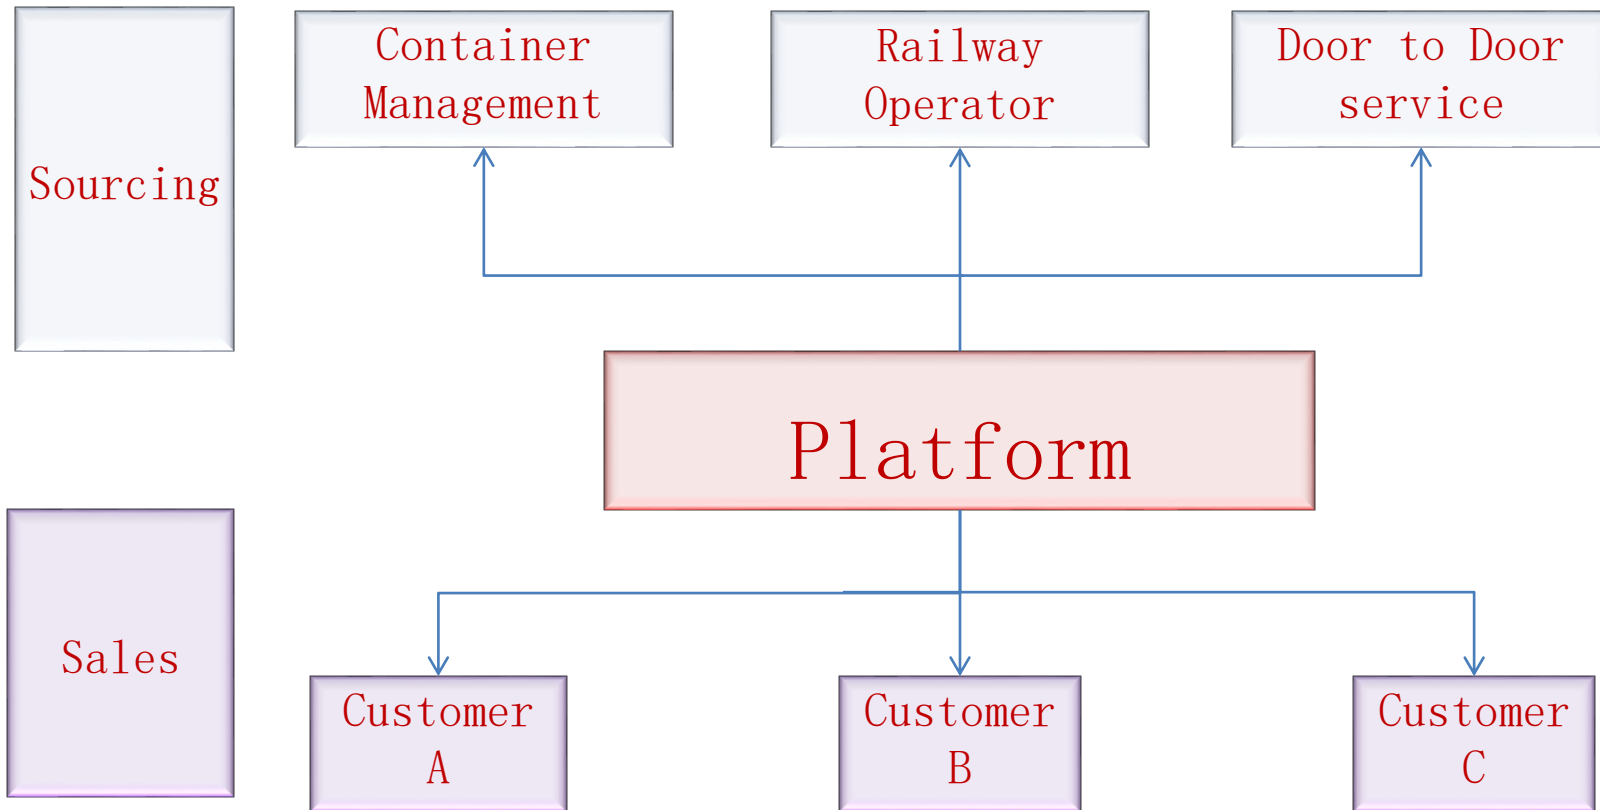 Container
Management
Railway
Operator
Door to Door
service
Sourcing
Platform
Sales
Customer
A
Customer
B
Customer
C